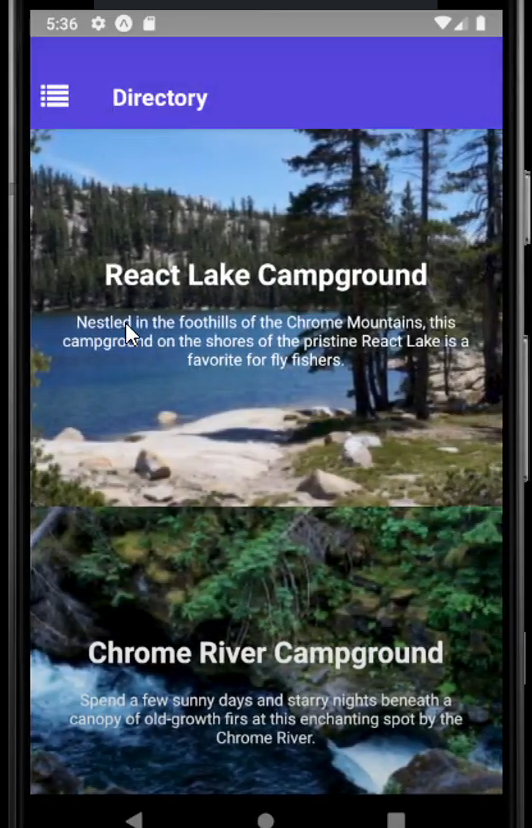 5:36
Directory
React Lake Campground
Nestled in the foothills of the Chrome Mountains, this
campground on the shores of the pristine React Lake is a
favorite for fly fishers.
Chrome River Campground
Spend a few sunny days and starry nights beneath a
canopy of old-growth firs at this enchanting spot by the
Chrome River.